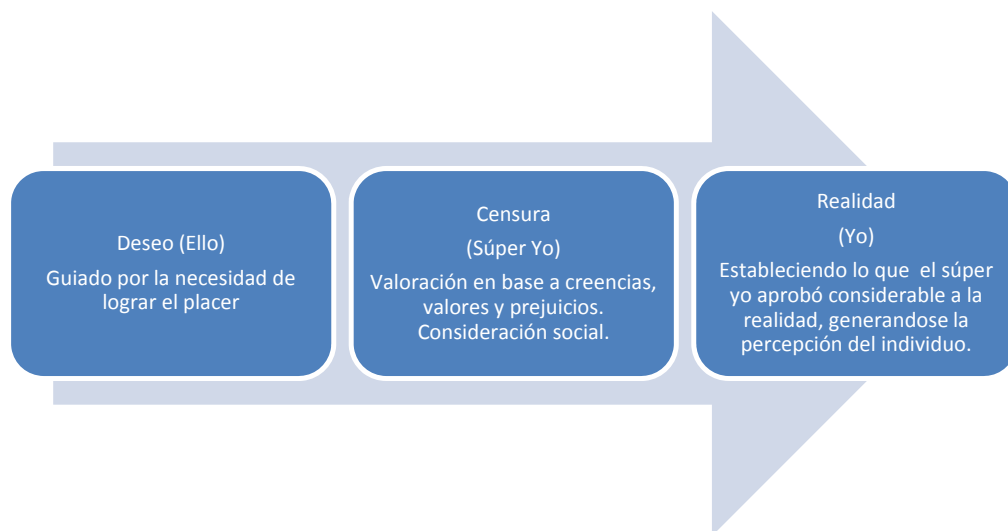 Deseo (Ello)
Guiado por la necesidad de
lograr el placer
Censura
(Súper Yo)
Valoración en base a creencias,
valores y prejuicios.
Consideración social.
Realidad
(Yo)
Estableciendo lo que  el súper
yo aprobó considerable a la
realidad, generandose la
percepción del individuo.